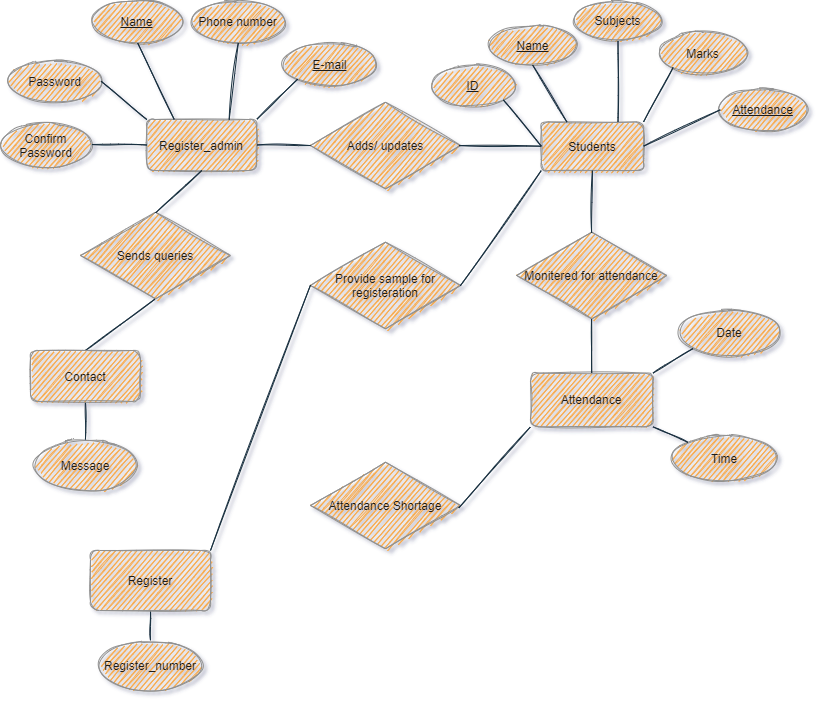 Name
Phone number
Subjects
Name
Marks
E-mail
Password
ID
Attendance
Confirm
Password
Register_admin
Adds/ updates
Students
Sends queries
Provide sample for
registeration
Monitered for attendance
Date
Contact
Attendance
Message
Time
Attendance Shortage
Register
Register_number